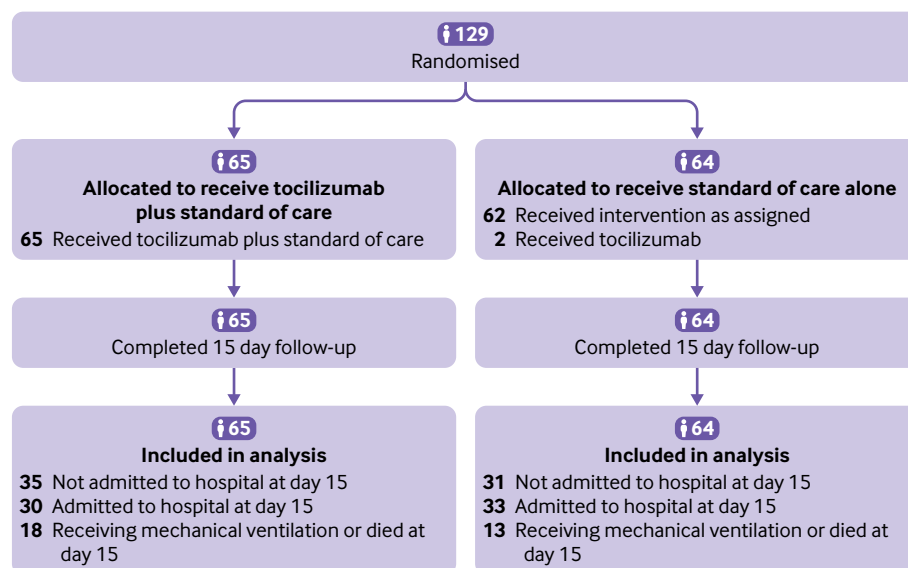 129
Randomised
65
Allocated to receive tocilizumab
plus standard of care
65 Received tocilizumab plus standard of care
64
Allocated to receive standard of care alone
62 Received intervention as assigned
2 Received tocilizumab
65
Completed 15 day follow-up
64
Completed 15 day follow-up
65
Included in analysis
35 Not admitted to hospital at day 15
30 Admitted to hospital at day 15
18 Receiving mechanical ventilation or died at
day 15
64
Included in analysis
31 Not admitted to hospital at day 15
33 Admitted to hospital at day 15
13 Receiving mechanical ventilation or died at
day 15